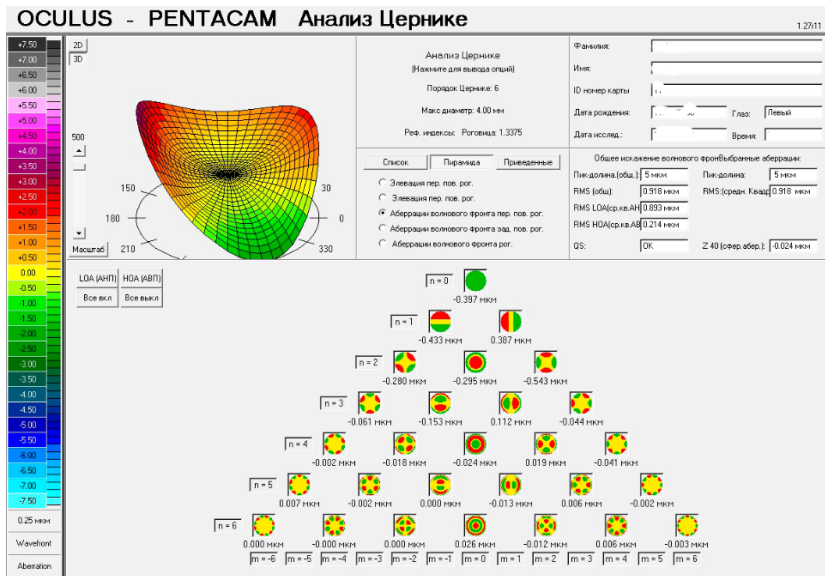 OCULUS - PENTACAM Анализ Цернике
1.27r11
+7.50
+7.00
+6.50
+6.00
+5.50
+5.00
+4.50
+4.00
+3.50
+3.00
+2.50
+2.00
+1.50
+1.00
+0.50
0.00
-0.50
-1.00
-1.50
-2.00
-2.50
-3.00
-3.50
-4.00
-4.50
-5.00
-5.50
-6.00
-6.50
-7.00
-7.50
0.25 мкм
Wavefront
Aberration
2D
3D
500
Масштаб
150
180
210
30
0
330
Анализ Цернике
(Нажмите для вывода опций)
Порядок Цернике: 6
Макс диаметр: 4.00 мм
Реф. индексы: Роговица: 1.3375
Фамилия:
Имя:
ID номер карты
Дата рождения:
Глаз: Левый
Дата исслед.:
Время:
Список Пирамида Приведенные
Элевация пер. пов. рог.
Элевация пер. пов. рог.
Аберрации волнового фронта пер. пов. рог.
Аберрации волнового фронта зад. пов. рог.
Аберрации волнового фронта рог.
Общее искажение волнового фронВыбранные аберрации:
Пик-долина.(общ.): 5 мкм Пик-долина: 5 мкм
RMS (общ): 0.918 мкм RMS:(средн. Квадр 0.918 мкм
RMS LOA(ср.кв.АН 0.893 мкм
RMS HOA(ср.кв.АВ 0.214 мкм
QS: OK Z 40 (сфер.абер.): -0.024 мкм
LOA (АНП) HOA (АВП)
Все вкл Все выкл
n = 0
-0.397 мкм
n = 1
-0.433 мкм 0.387 мкм
n = 2
-0.280 мкм -0.295 мкм -0.543 мкм
n = 3
-0.061 мкм -0.153 мкм 0.112 мкм -0.044 мкм
n = 4
-0.002 мкм -0.018 мкм -0.024 мкм 0.019 мкм -0.041 мкм
n = 5
0.007 мкм -0.002 мкм 0.000 мкм -0.013 мкм 0.006 мкм -0.002 мкм
n = 6
0.000 мкм -0.000 мкм 0.000 мкм 0.026 мкм -0.012 мкм 0.006 мкм -0.003 мкм
m = -6 m = -5 m = -4 m = -3 m = -2 m = -1 m = 0 m = 1 m = 2 m = 3 m = 4 m = 5 m = 6